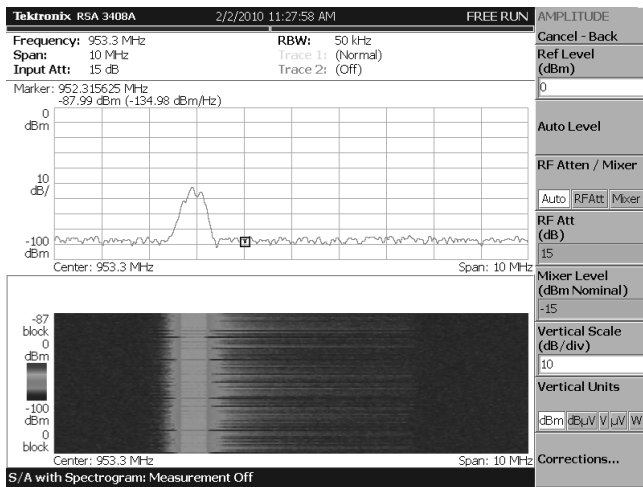 Tektronix RSA 3408A 2/2/2010 11:27:58 AM FREE RUN
Frequency: 953.3 MHz RBW: 50 kHz
Span: 10 MHz Trace 1: (Normal)
Input Att: 15 dB Trace 2: (Off)
Marker: 952.315625 MHz
-87.99 dBm (-134.98 dBm/Hz)
0
dBm
10
dB/
-100
dBm
Center: 953.3 MHz Span: 10 MHz
-87
block
0
dBm
-100
dBm
0
block
Center: 953.3 MHz Span: 10 MHz
S/A with Spectrogram: Measurement Off
AMPLITUDE
Cancel - Back
Ref Level
(dBm)
0
Auto Level
RF Atten / Mixer
Auto RFAtt Mixer
RF Att
(dB)
15
Mixer Level
(dBm Nominal)
-15
Vertical Scale
(dB/div)
10
Vertical Units
dBm dBµV V µV W
Corrections...